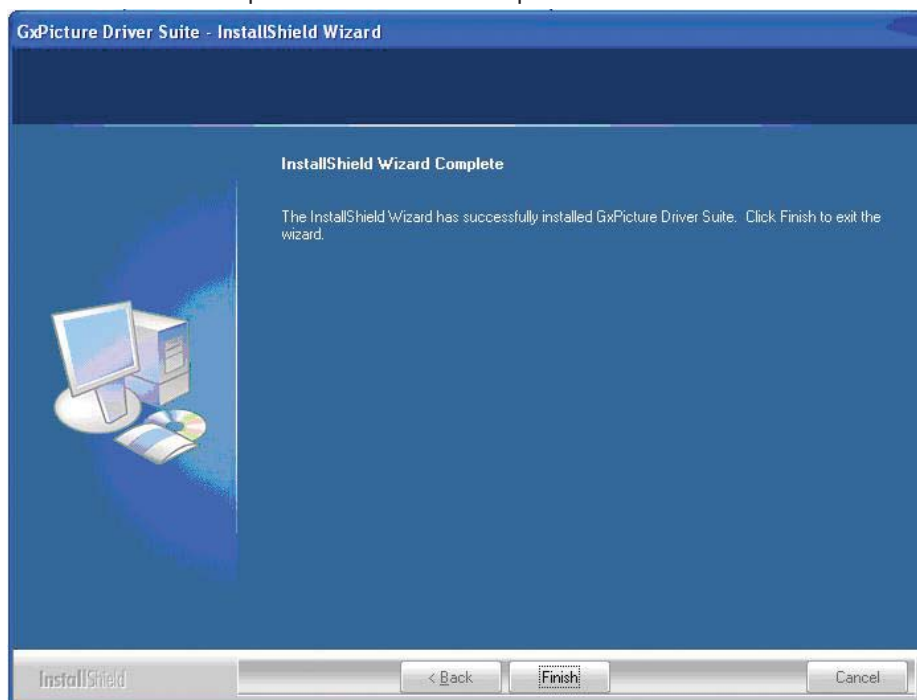 GxPicture Driver Suite - InstallShield Wizard
InstallShield Wizard Complete
The InstallShield Wizard has successfully installed GxPicture Driver Suite. Click Finish to exit the
wizard.
InstallShield
< Back
Finish
Cancel